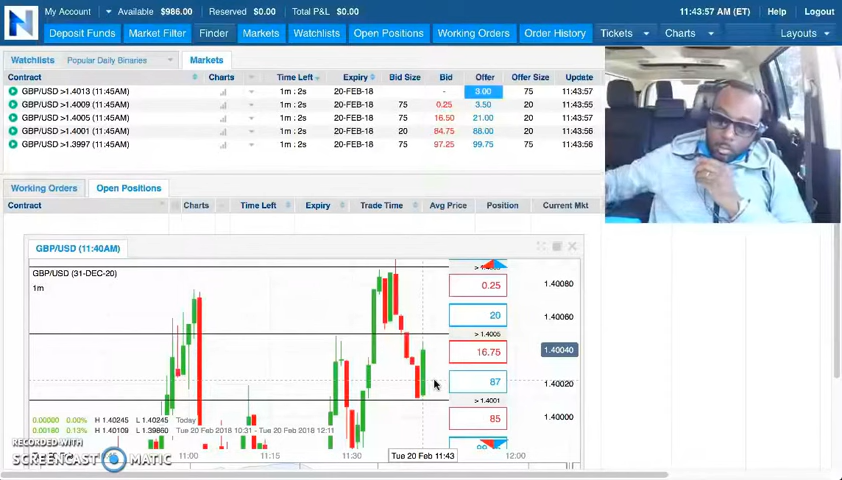 N My Account Available $986.00 Reserved $0.00 Total P&L $0.00 11:43:57 AM (ET) Help Logout
Deposit Funds Market Filter Finder Markets Watchlists Open Positions Working Orders Order History Tickets Charts Layouts
Watchlists Popular Daily Binaries Markets
Contract Charts Time Left Expiry Bid Size Bid Offer Offer Size Update
GBP/USD >1.4013 (11:45AM) 1m : 2s 20-FEB-18 - 3.00 75 11:43:57
GBP/USD >1.4009 (11:45AM) 1m : 2s 20-FEB-18 75 0.25 3.50 20 11:43:57
GBP/USD >1.4005 (11:45AM) 1m : 2s 20-FEB-18 75 16.50 21.00 20 11:43:56
GBP/USD >1.4001 (11:45AM) 1m : 2s 20-FEB-18 20 84.75 88.00 75 11:43:56
GBP/USD >1.3997 (11:45AM) 1m : 2s 20-FEB-18 75 97.25 99.75 75 11:43:56
Working Orders Open Positions
Contract Charts Time Left Expiry Trade Time Avg Price Position Current Mkt
GBP/USD (11:40AM)
GBP/USD (31-DEC-20)
1m
0.25
1.40080
20
1.40060
> 1.4005
16.75
1.40040
87
1.40020
> 1.4001
85
1.40000
0.00000 0.00% H 1.40245 L 1.40245 Today
0.00180 0.13% H 1.40109 L 1.39860 Tue 20 Feb 2018 10:31 - Tue 20 Feb 2018 12:11
RECORDED WITH
SCREENCAST MATIC
11:00 11:15 11:30 Tue 20 Feb 11:43 12:00